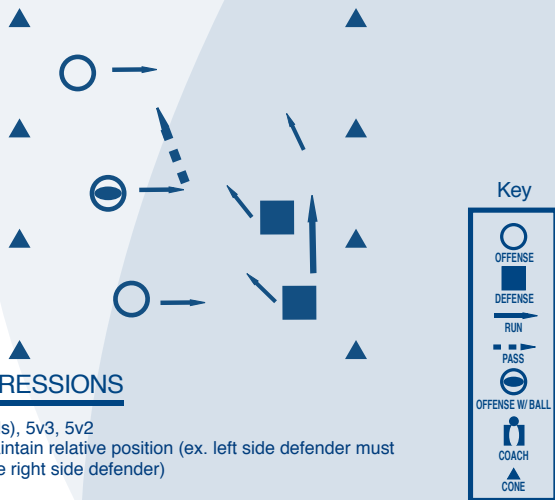 RESSIONS
s), 5v3, 5v2
intain relative position (ex. left side defender must
e right side defender)
Key
OFFENSE
DEFENSE
RUN
PASS
OFFENSE W/ BALL
COACH
CONE